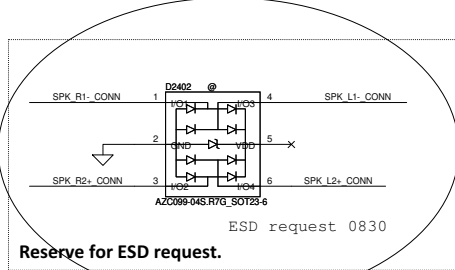 D2402 @
SPK_R1-_CONN 1 I/O1 I/O3 4 SPK_L1-_CONN
2 GND VDD 5
SPK_R2+_CONN 3 I/O2 I/O4 6 SPK_L2+_CONN
AZC099-04S.R7G_SOT23-6
ESD request 0830
Reserve for ESD request.